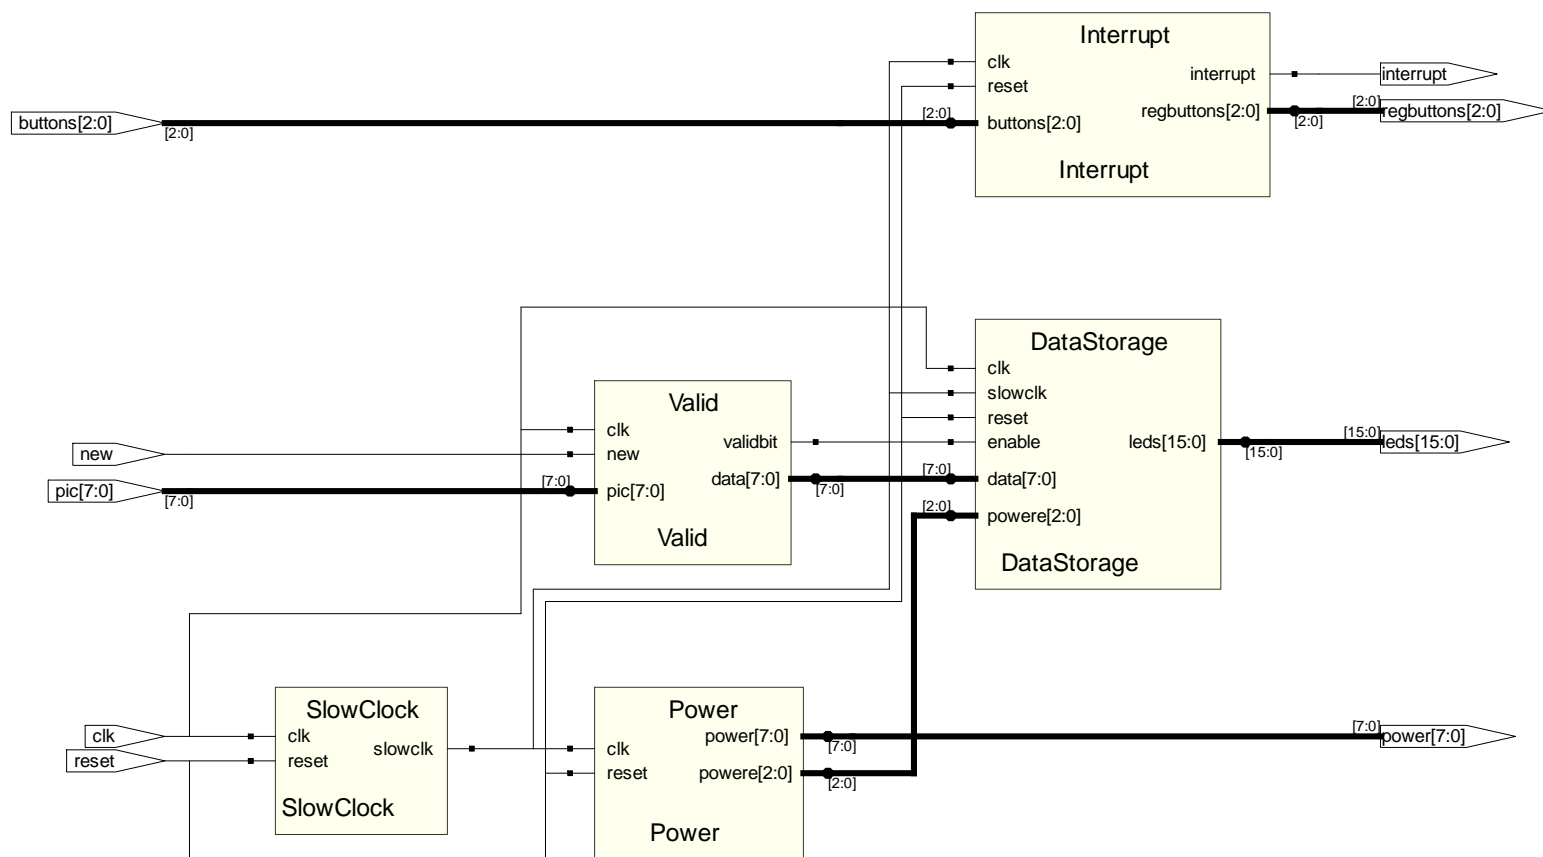 Interrupt
clk
interrupt
interrupt
reset
[2:0]
regbuttons[2:0]
[2:0]
regbuttons[2:0]
buttons[2:0]
[2:0]
[2:0]
buttons[2:0]
[2:0]
Interrupt
DataStorage
clk
slowclk
Valid
reset
clk
validbit
enable
leds[15:0]
[15:0]
leds[15:0]
[15:0]
new
new
pic[7:0]
[7:0]
[7:0]
pic[7:0]
data[7:0]
[7:0]
[7:0]
data[7:0]
[2:0]
powere[2:0]
Valid
DataStorage
SlowClock
Power
clk
clk
slowclk
power[7:0]
[7:0]
[7:0]
power[7:0]
clk
reset
reset
reset
powere[2:0]
[2:0]
SlowClock
Power